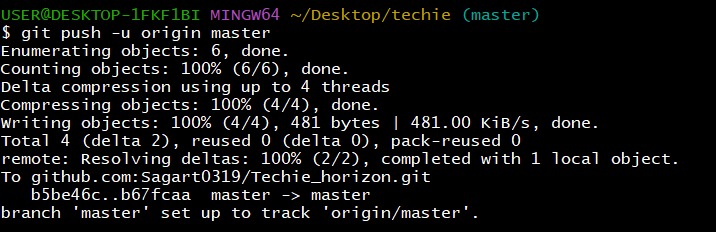 USER@DESKTOP-1FKF1BI MINGW64 ~/Desktop/techie (master)
$ git push -u origin master
Enumerating objects: 6, done.
Counting objects: 100% (6/6), done.
Delta compression using up to 4 threads
Compressing objects: 100% (4/4), done.
Writing objects: 100% (4/4), 481 bytes | 481.00 KiB/s, done.
Total 4 (delta 2), reused 0 (delta 0), pack-reused 0
remote: Resolving deltas: 100% (2/2), completed with 1 local object.
To github.com:Sagart0319/Techie_horizon.git
   b5be46c..b67fcaa  master -> master
branch 'master' set up to track 'origin/master'.